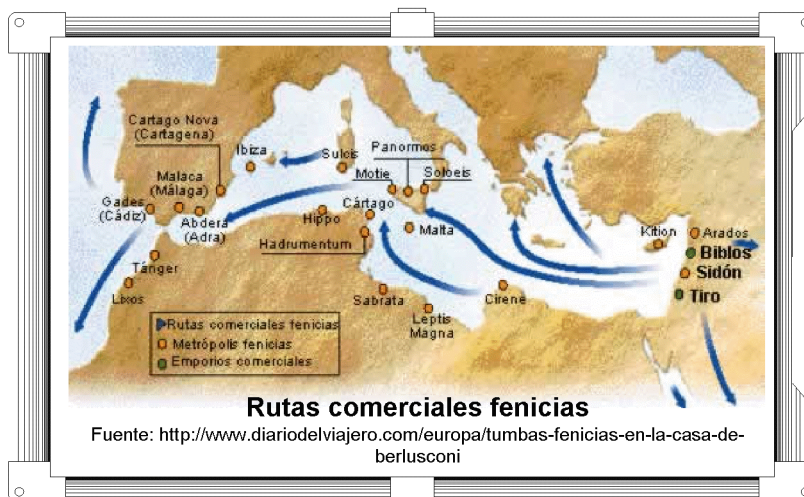 Cartago Nova
(Cartagena)
Ibiza
Sulcis
Panormos
Motie
Soloeis
Malaca
(Málaga)
Gades
(Cádiz)
Abdera
(Adra)
Hippo
Cártago
Hadrumentum
Malta
Kition
Arados
Biblos
Sidón
Tiro
Tánger
Lixos
Sabrata
Leptis
Magna
Cirene
Rutas comerciales fenicias
Metrópolis fenicias
Emporios comerciales
Rutas comerciales fenicias
Fuente: http://www.diariodelviajero.com/europa/tumbas-fenicias-en-la-casa-de-
berlusconi